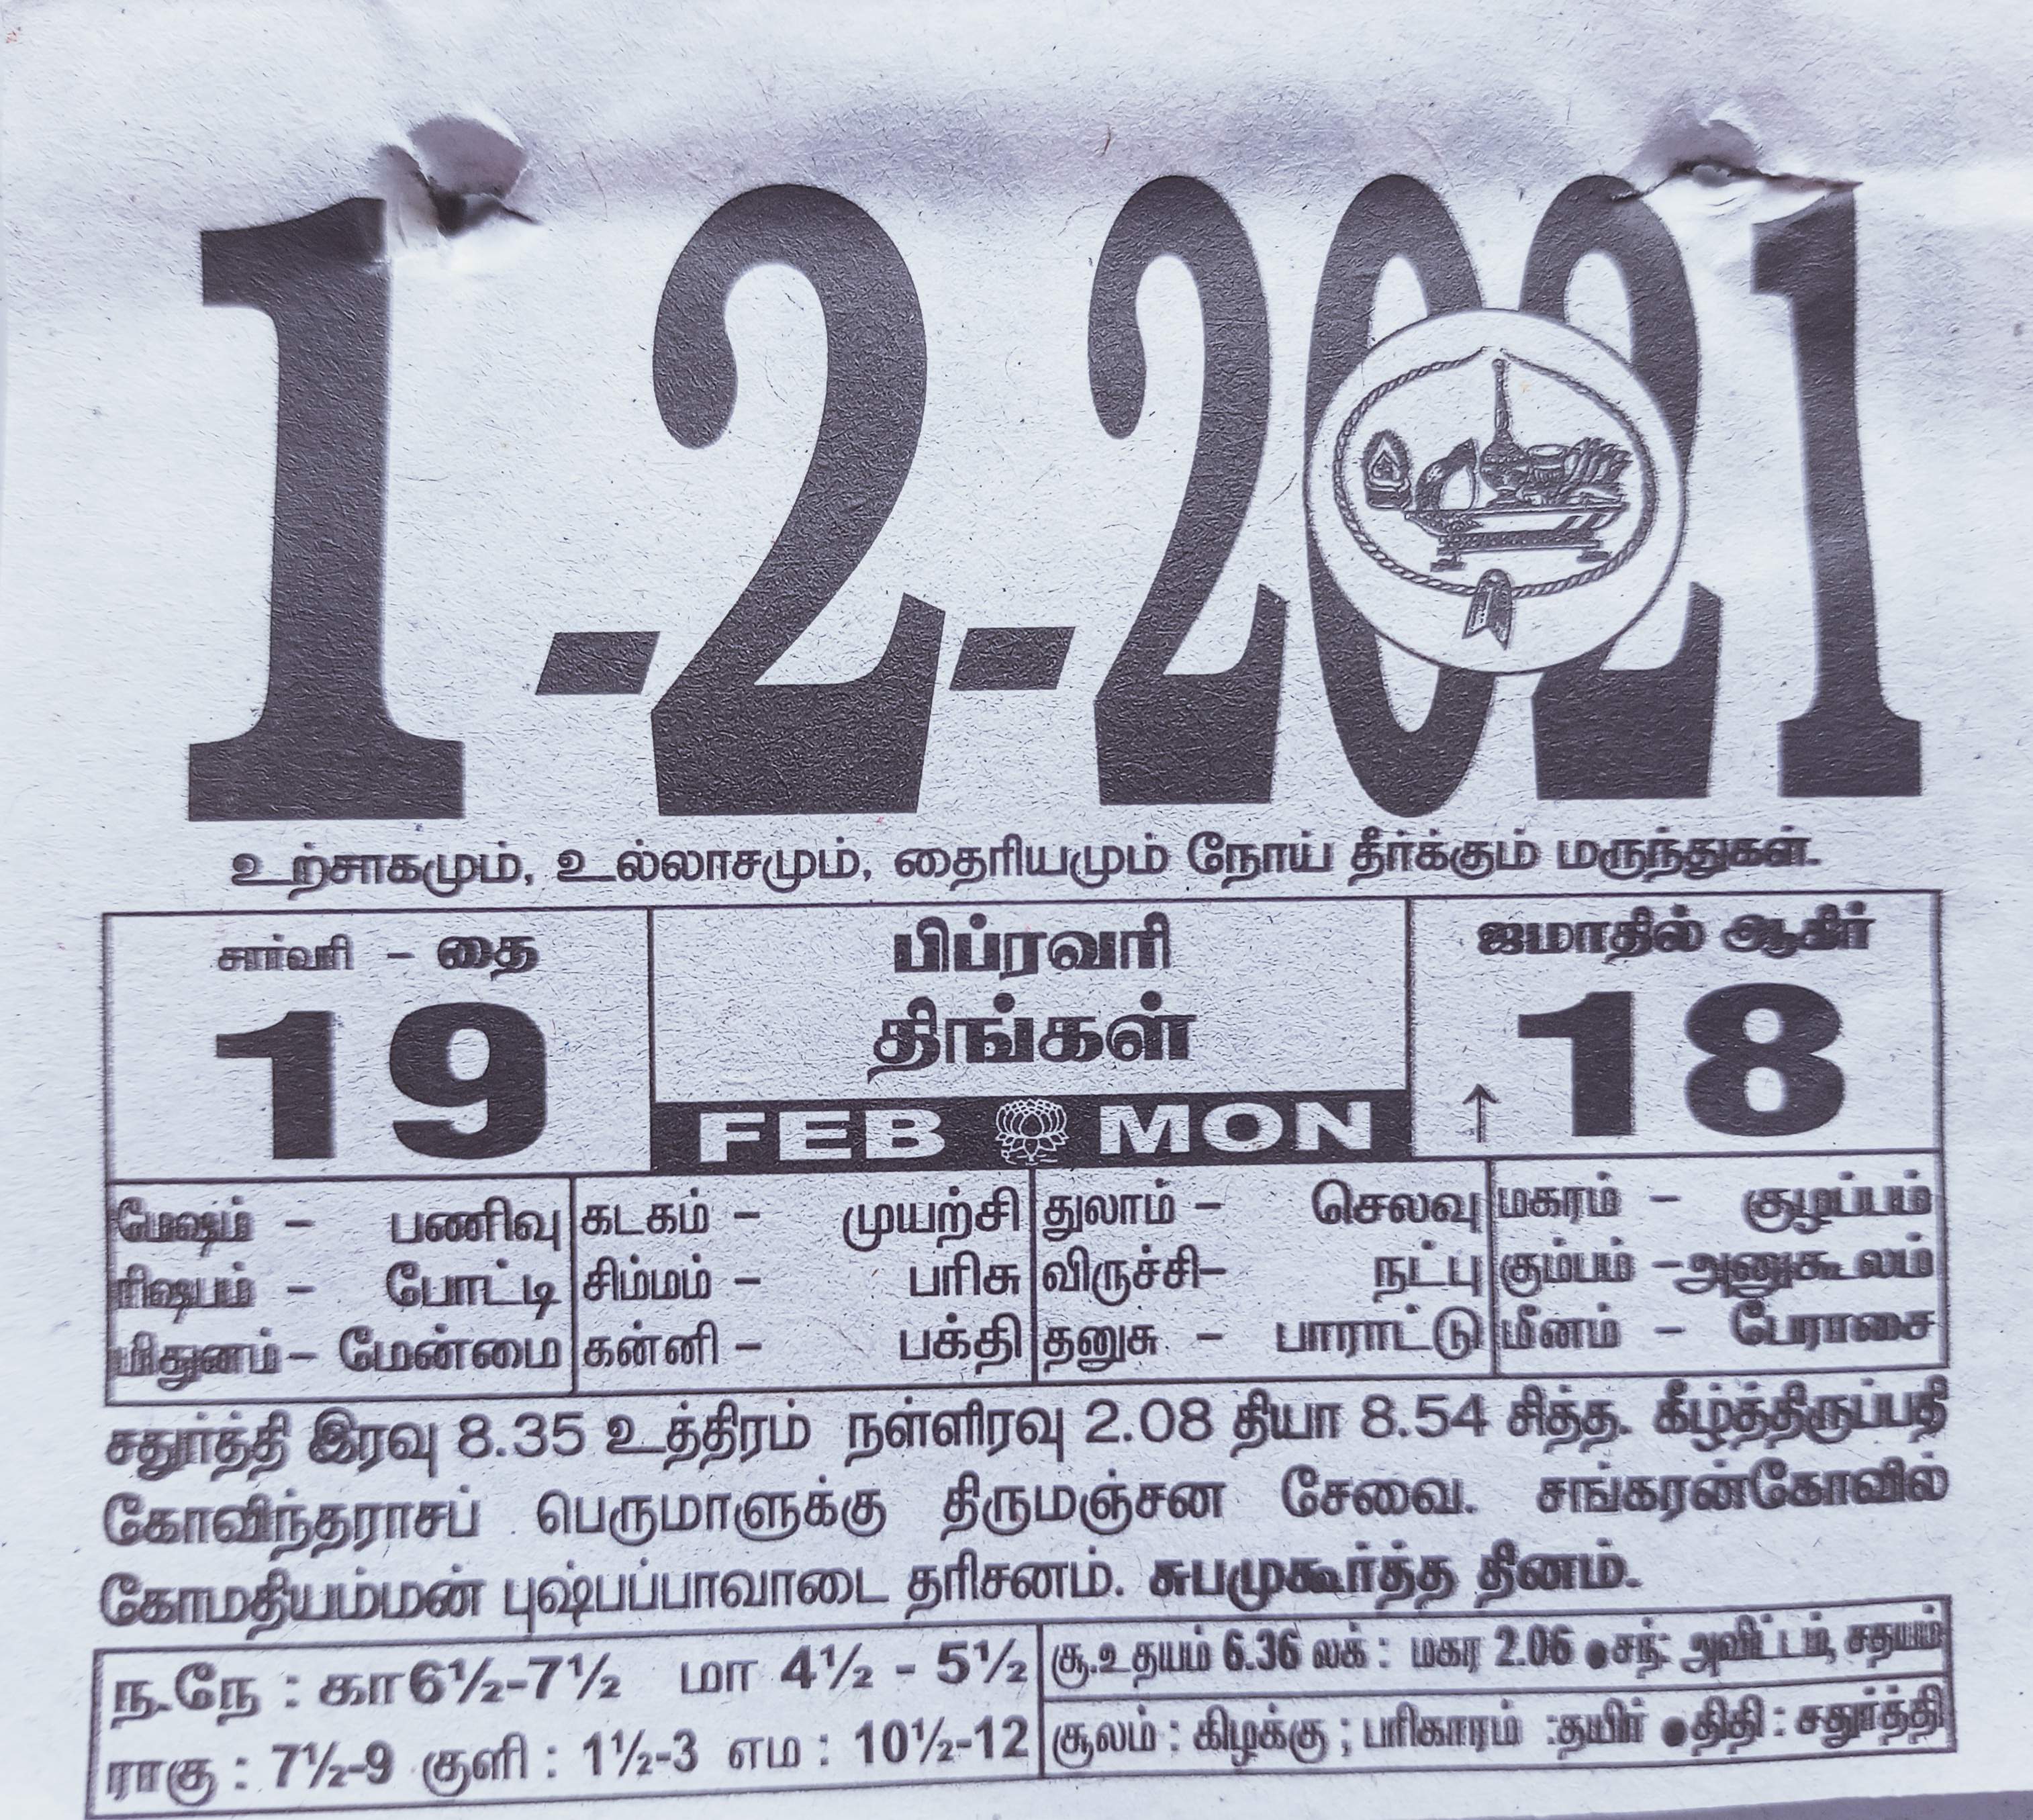 1-2-2021
உற்சாகமும், உல்லாசமும், தைரியமும் நோய் தீர்க்கும் மருந்துகள்.
சார்வரி - தை
19
பிப்ரவரி
திங்கள்
FEB MON
ஜமாதில் ஆகிர்
↑ 18
மேஷம் - பணிவு
ரிஷபம் - போட்டி
மிதுனம் - மேன்மை
கடகம் - முயற்சி
சிம்மம் - பரிசு
கன்னி - பக்தி
துலாம் - செலவு
விருச்சி- நட்பு
தனுசு - பாராட்டு
மகரம் - குழப்பம்
கும்பம் -அனுகூலம்
மீனம் - பேராசை
சதுர்த்தி இரவு 8.35 உத்திரம் நள்ளிரவு 2.08 தியா 8.54 சித்த. கீழ்த்திருப்பதி
கோவிந்தராசப் பெருமாளுக்கு திருமஞ்சன சேவை. சங்கரன்கோவில்
கோமதியம்மன் புஷ்பப்பாவாடை தரிசனம். சுபமுகூர்த்த தினம்.
ந.நே : கா6½-7½ மா 4½ - 5½
ராகு : 7½-9 குளி : 1½-3 எம : 10½-12
சூ.உதயம் 6.36 லக் : மகர 2.06 ●சந்: அவிட்டம், சதயம்
சூலம் : கிழக்கு ; பரிகாரம் :தயிர் ●திதி : சதுர்த்தி